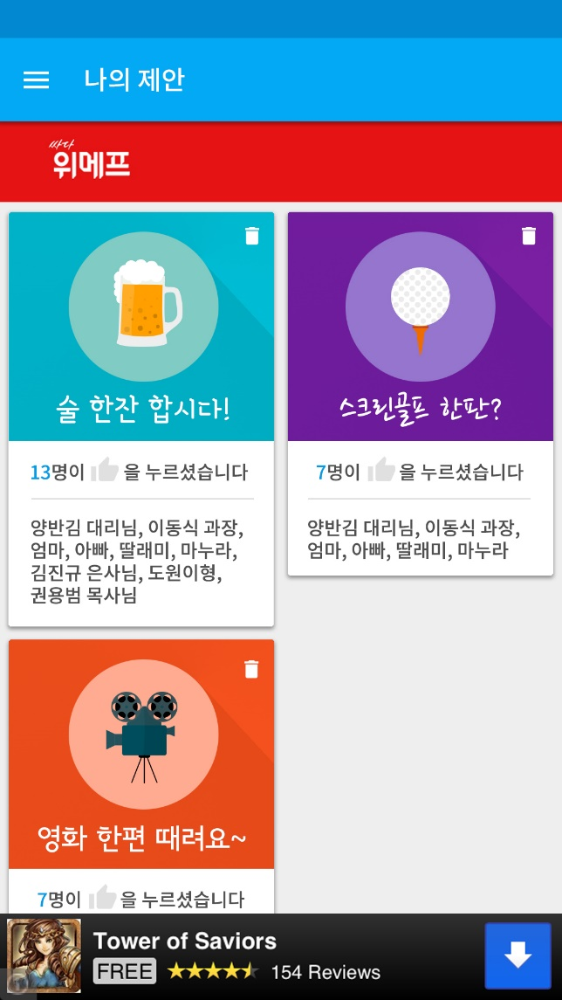 나의 제안
싸다
위메프
술 한잔 합시다!
13명이 을 누르셨습니다
양반김 대리님, 이동식 과장,
엄마, 아빠, 딸래미, 마누라,
김진규 은사님, 도원이형,
권용범 목사님
스크린골프 한판?
7명이 을 누르셨습니다
양반김 대리님, 이동식 과장,
엄마, 아빠, 딸래미, 마누라
영화 한편 때려요~
7명이 을 누르셨습니다
Tower of Saviors
FREE 154 Reviews